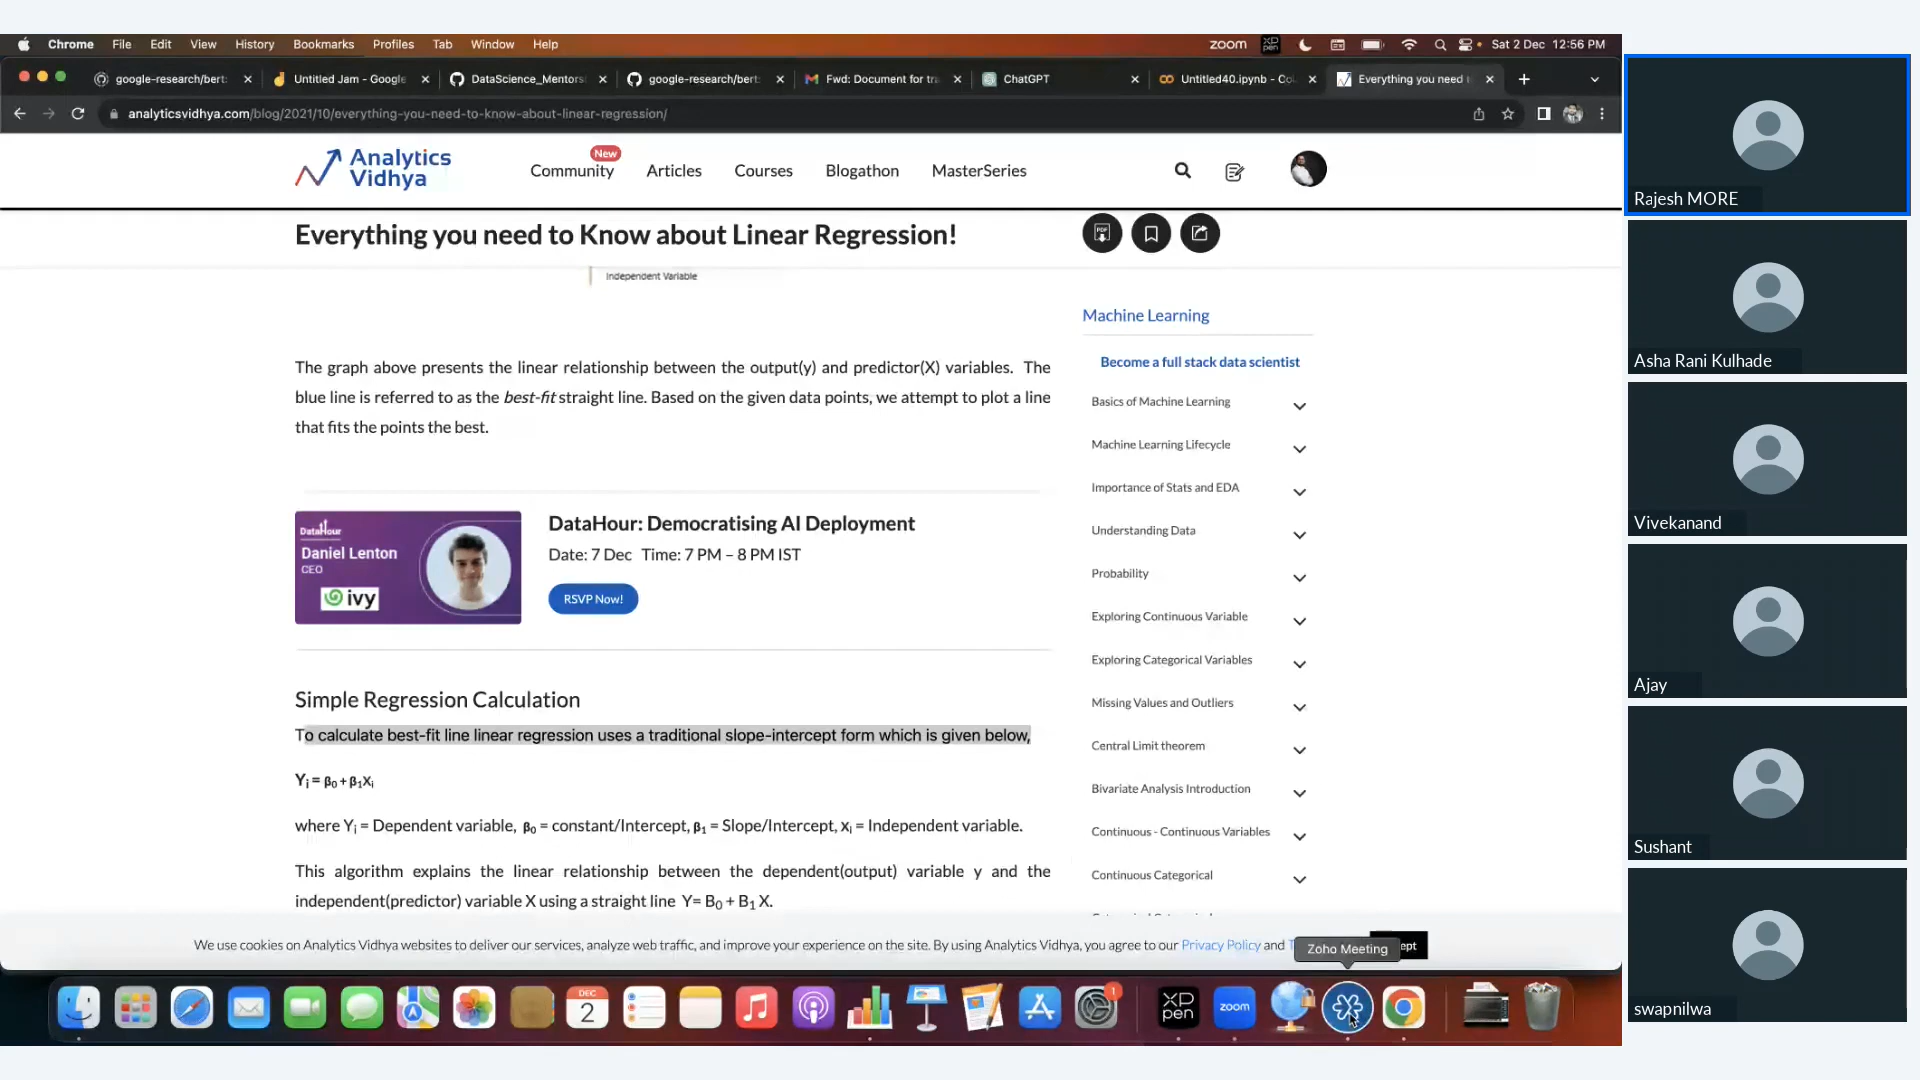 Chrome File Edit View History Bookmarks Profiles Tab Window Help zoom XP pen Sat 2 Dec 12:56 PM
google-research/bert: Untitled Jam - Google DataScience_Mentors google-research/bert: Fwd: Document for tra ChatGPT Untitled40.ipynb - Co Everything you need
analyticsvidhya.com/blog/2021/10/everything-you-need-to-know-about-linear-regression/
Analytics Vidhya
New
Community Articles Courses Blogathon MasterSeries
Everything you need to Know about Linear Regression!
PDF
Independent Variable
The graph above presents the linear relationship between the output(y) and predictor(X) variables. The
blue line is referred to as the best-fit straight line. Based on the given data points, we attempt to plot a line
that fits the points the best.
DataHour
Daniel Lenton
CEO
ivy
DataHour: Democratising AI Deployment
Date: 7 Dec Time: 7 PM – 8 PM IST
RSVP Now!
Simple Regression Calculation
To calculate best-fit line linear regression uses a traditional slope-intercept form which is given below,
Yi = β0 + β1Xi
where Yi = Dependent variable, β0 = constant/Intercept, β1 = Slope/Intercept, Xi = Independent variable.
This algorithm explains the linear relationship between the dependent(output) variable y and the
independent(predictor) variable X using a straight line Y= B0 + B1 X.
Machine Learning
Become a full stack data scientist
Basics of Machine Learning
Machine Learning Lifecycle
Importance of Stats and EDA
Understanding Data
Probability
Exploring Continuous Variable
Exploring Categorical Variables
Missing Values and Outliers
Central Limit theorem
Bivariate Analysis Introduction
Continuous - Continuous Variables
Continuous Categorical
We use cookies on Analytics Vidhya websites to deliver our services, analyze web traffic, and improve your experience on the site. By using Analytics Vidhya, you agree to our Privacy Policy and T
Zoho Meeting
DEC
2
1
XP
pen
zoom
Rajesh MORE
Asha Rani Kulhade
Vivekanand
Ajay
Sushant
swapnilwa